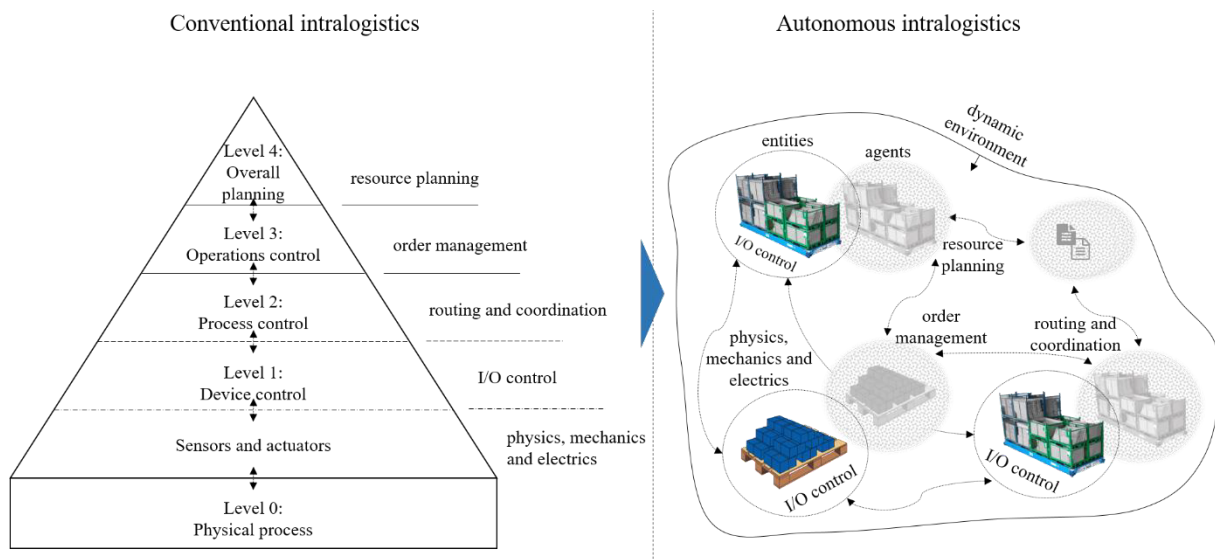 Conventional intralogistics
Level 4:
Overall
planning
resource planning
Level 3:
Operations control
order management
Level 2:
Process control
routing and coordination
Level 1:
Device control
I/O control
Sensors and actuators
physics, mechanics
and electrics
Level 0:
Physical process
Autonomous intralogistics
dynamic
environment
entities
agents
I/O control
resource
planning
order
management
routing and
coordination
physics,
mechanics and
electrics
I/O control
I/O control